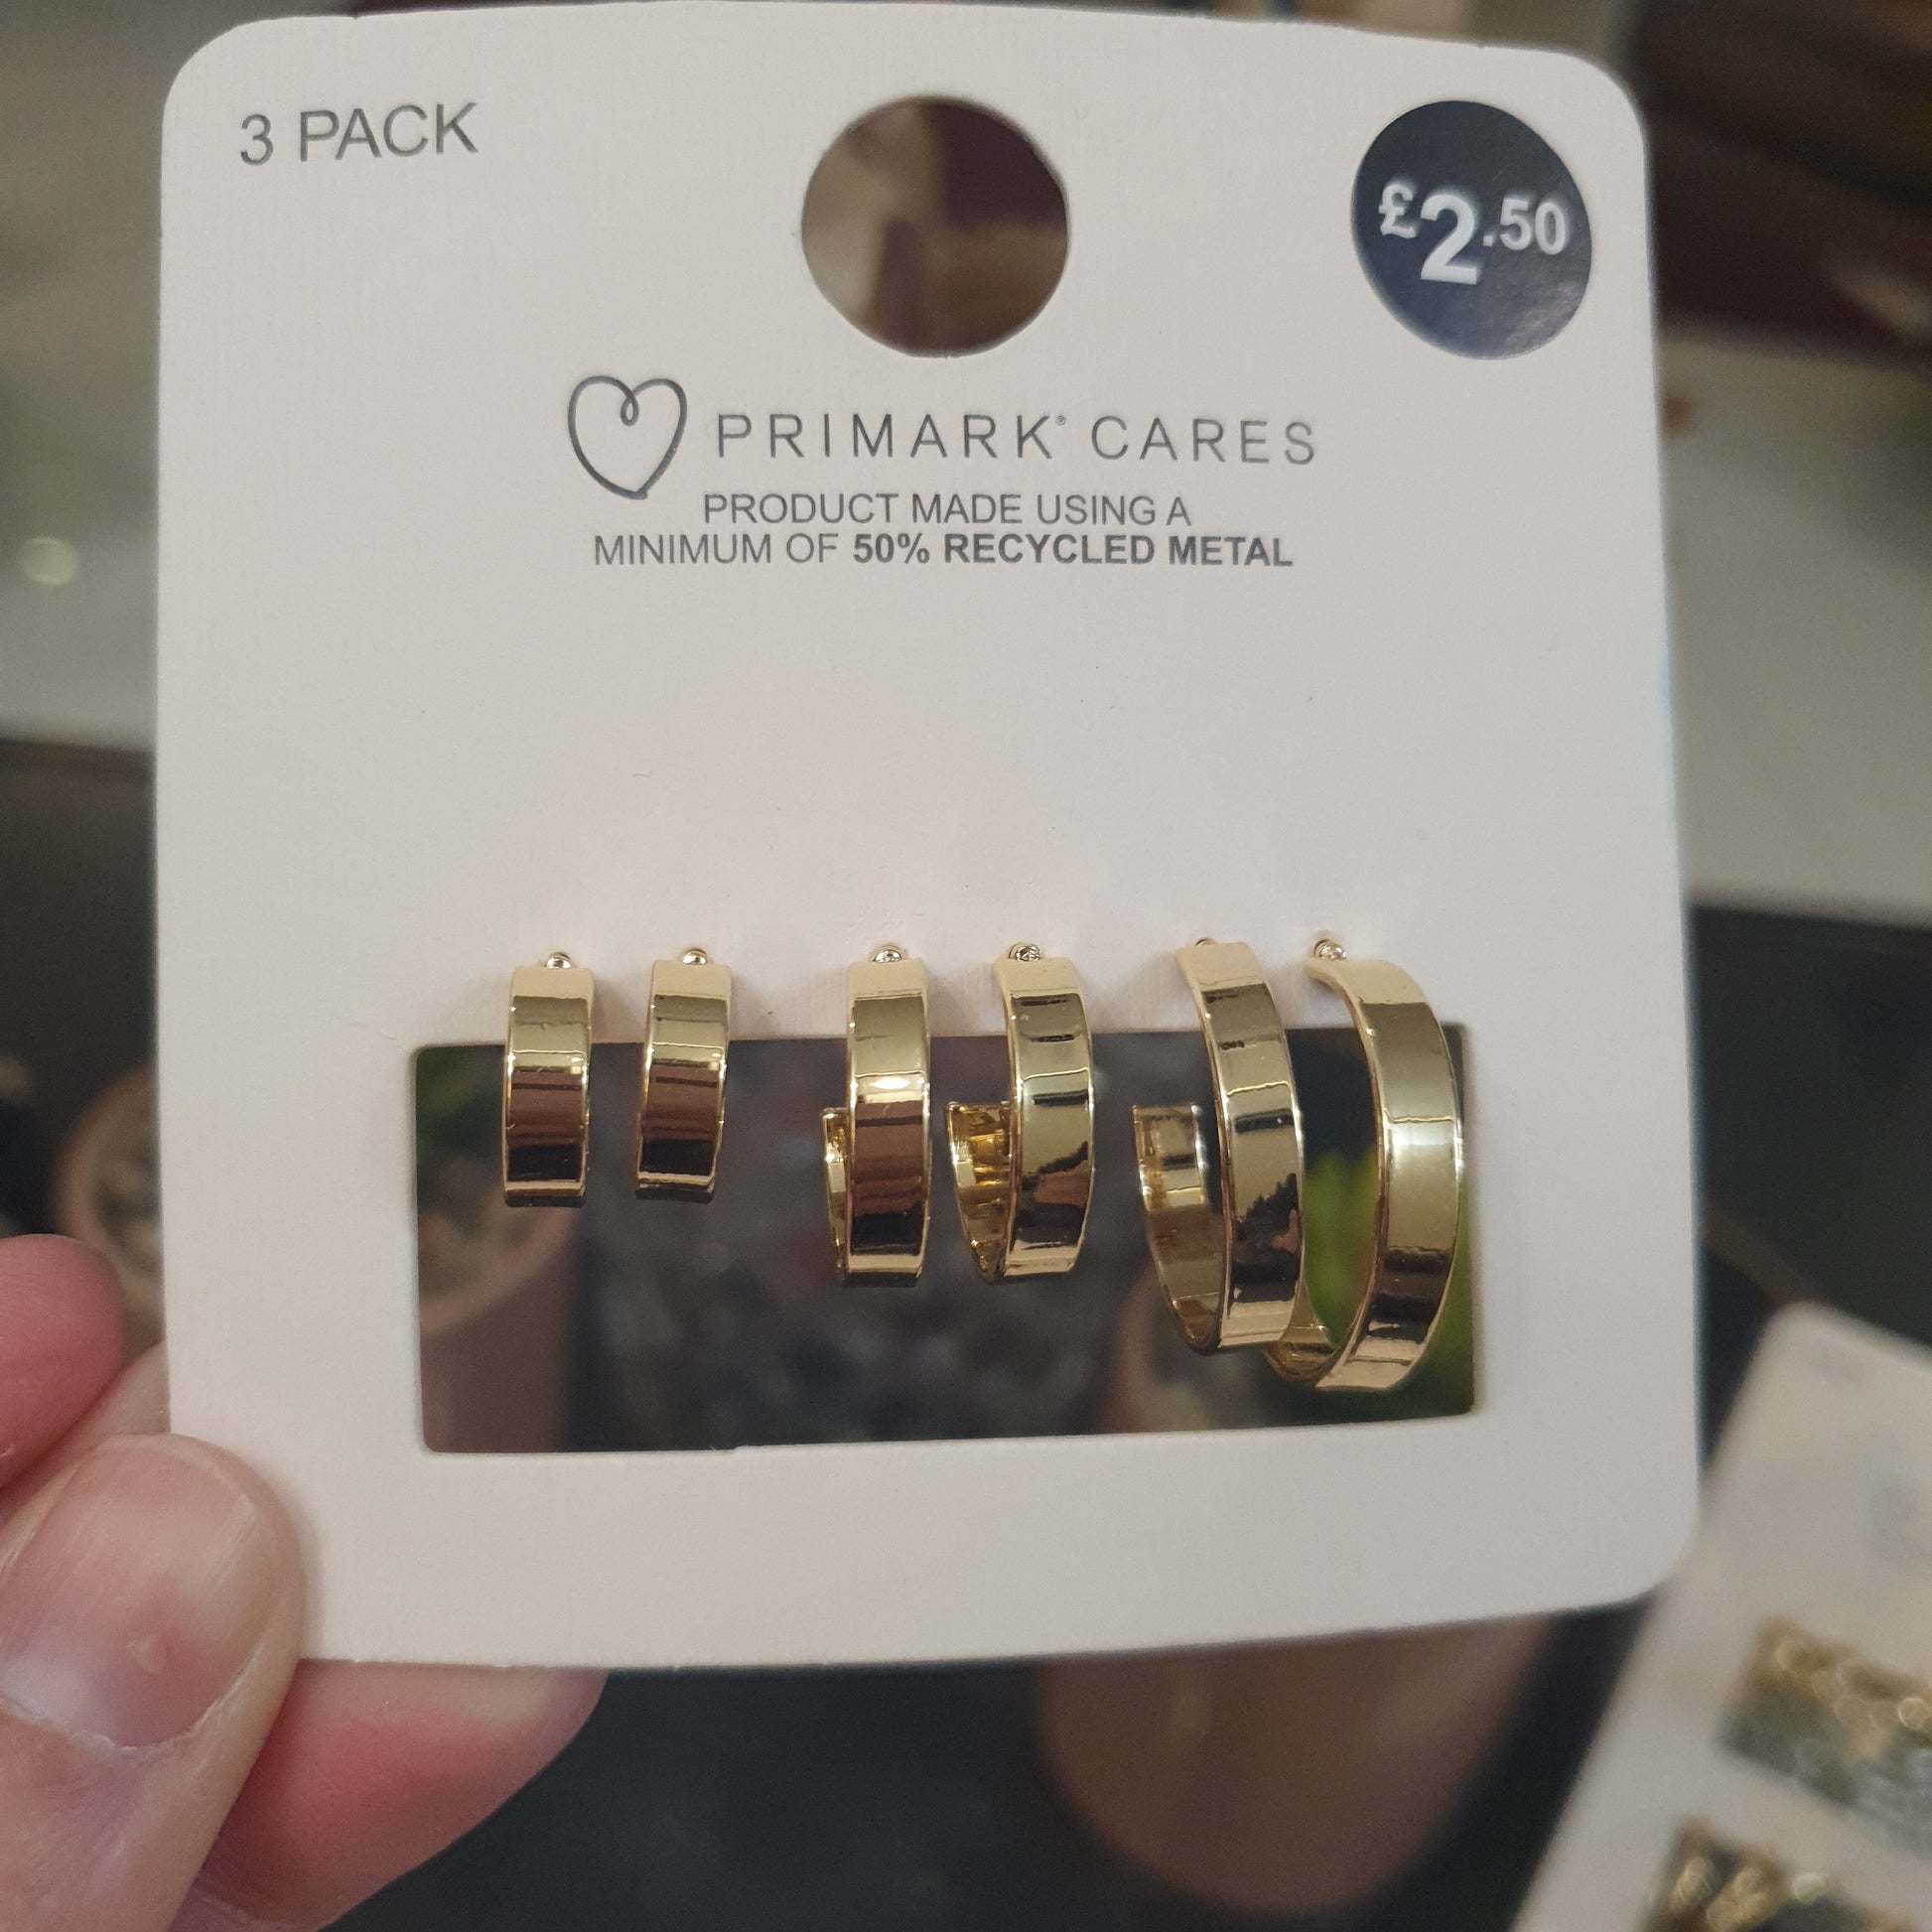 3 PACK
£2.50
PRIMARK® CARES
PRODUCT MADE USING A
MINIMUM OF 50% RECYCLED METAL